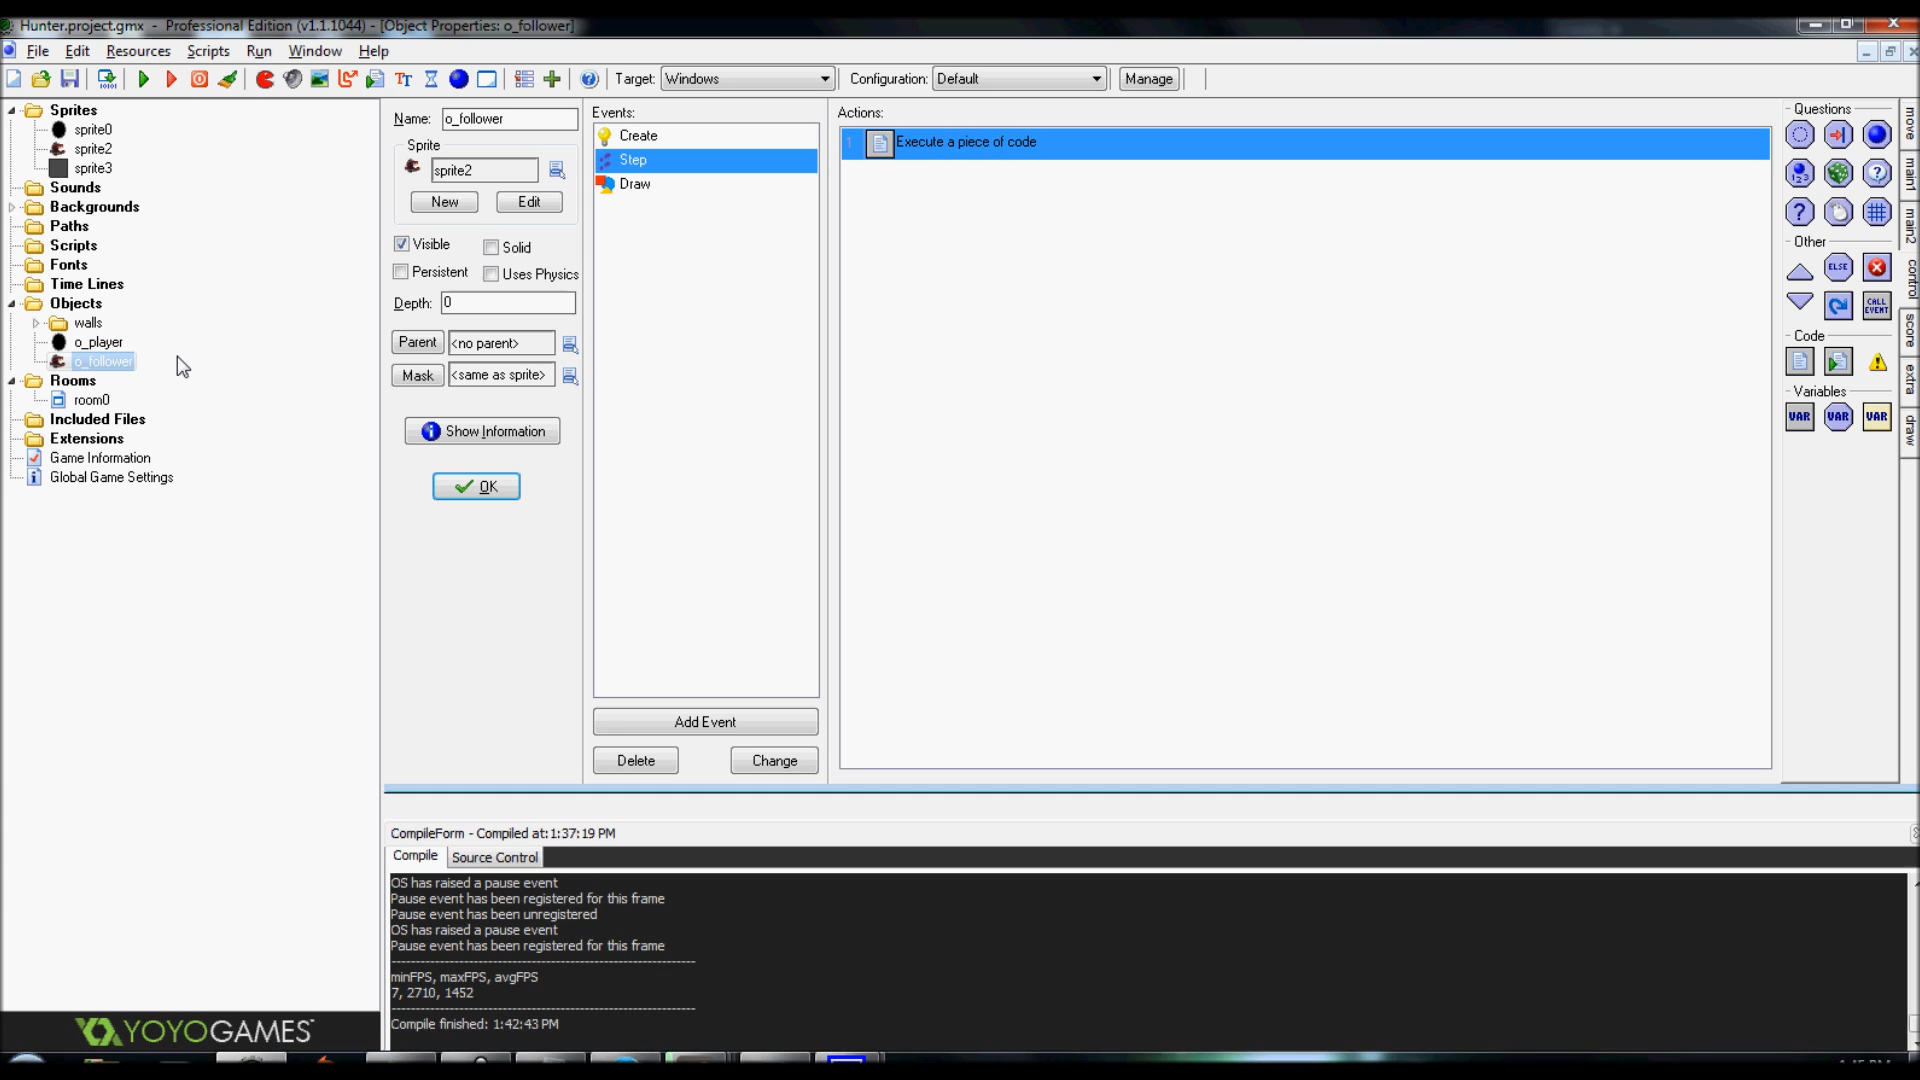 Hunter.project.gmx - Professional Edition (v1.1.1044) - [Object Properties: o_follower]
File Edit Resources Scripts Run Window Help
Target: Windows Configuration: Default Manage
Sprites
sprite0
sprite2
sprite3
Sounds
Backgrounds
Paths
Scripts
Fonts
Time Lines
Objects
walls
o_player
o_follower
Rooms
room0
Included Files
Extensions
Game Information
Global Game Settings
YOYOGAMES
Name: o_follower
Sprite
sprite2
New Edit
Visible Solid
Persistent Uses Physics
Depth: 0
Parent <no parent>
Mask <same as sprite>
Show Information
OK
Events:
Create
Step
Draw
Add Event
Delete Change
Actions:
1 Execute a piece of code
Questions
Other
ELSE
CALL EVENT
Code
Variables
VAR VAR VAR
move
main1
main2
control
score
extra
draw
CompileForm - Compiled at: 1:37:19 PM
Compile Source Control
OS has raised a pause event
Pause event has been registered for this frame
Pause event has been unregistered
OS has raised a pause event
Pause event has been registered for this frame
minFPS, maxFPS, avgFPS
7, 2710, 1452
Compile finished: 1:42:43 PM